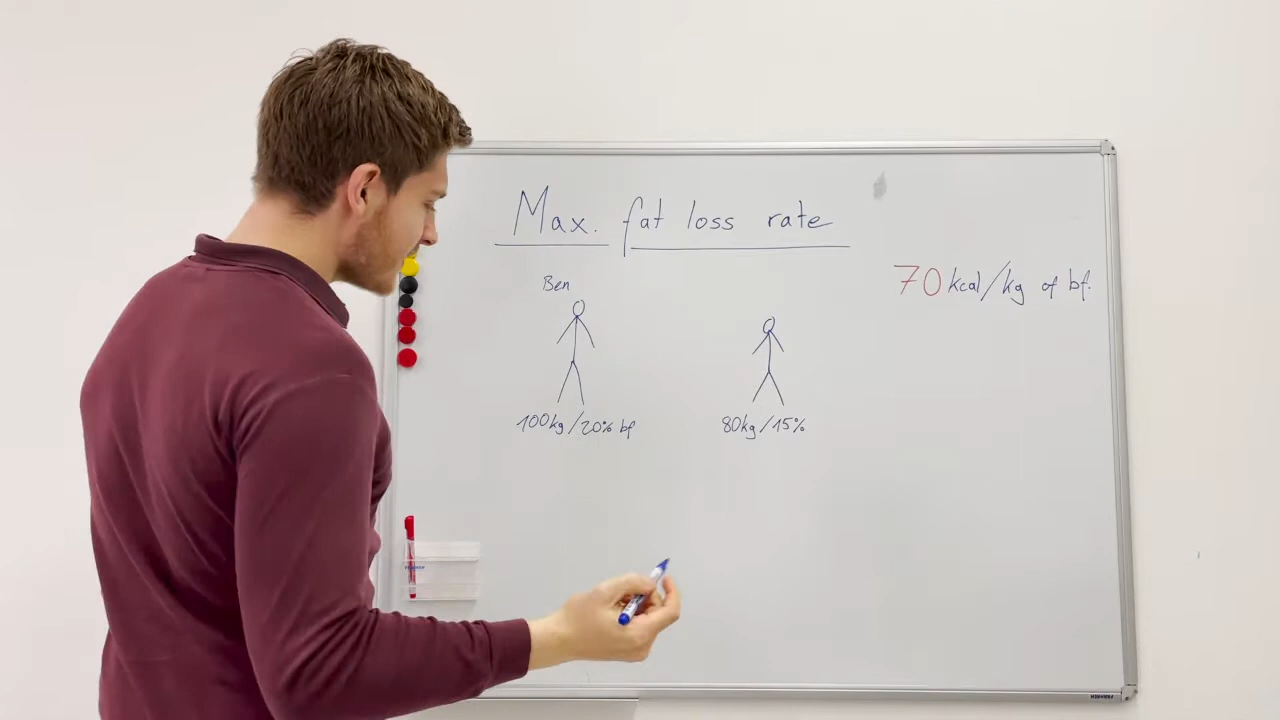 Max. fat loss rate
70 kcal/kg of bf.
Ben
100kg/20% bf
80kg/15%